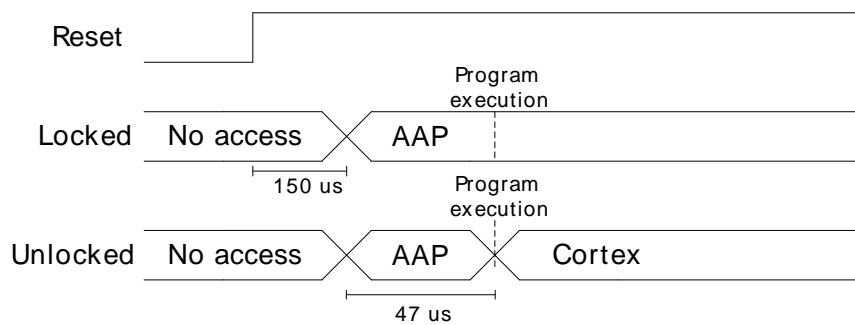 Reset
Program
execution
Locked No access AAP
150 us
Program
execution
Unlocked No access AAP Cortex
47 us